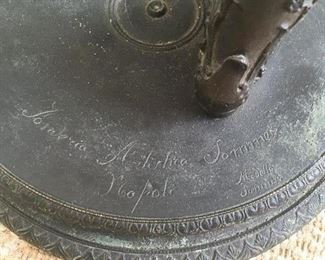 Fonderia Artistica Sommer
Napoli